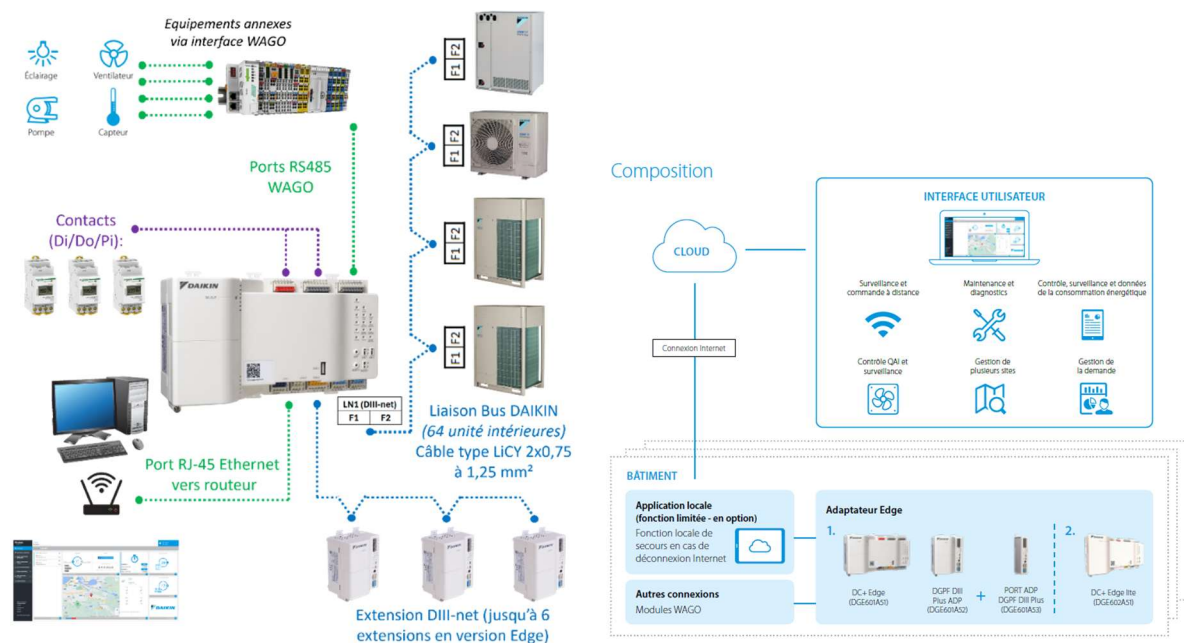 Equipements annexes
via interface WAGO
Éclairage
Ventilateur
Pompe
Capteur
Ports RS485
WAGO
Contacts
(Di/Do/Pi):
DAIKIN
F1 F2
F1 F2
F1 F2
F1 F2
LN1 (DIII-net)
F1 F2
Liaison Bus DAIKIN
(64 unité intérieures)
Câble type LiCY 2x0,75
à 1,25 mm²
Port RJ-45 Ethernet
vers routeur
DAIKIN
Extension DIII-net (jusqu'à 6
extensions en version Edge)
Composition
CLOUD
Connexion Internet
INTERFACE UTILISATEUR
Surveillance et
commande à distance
Maintenance et
diagnostics
Contrôle, surveillance et données
de la consommation énergétique
Contrôle QAI et
surveillance
Gestion de
plusieurs sites
Gestion de
la demande
BÂTIMENT
Application locale
(fonction limitée - en option)
Fonction locale de
secours en cas de
déconnexion Internet
Autres connexions
Modules WAGO
Adaptateur Edge
1.
DC+ Edge
(DGE601A51)
DGPF DIII
Plus ADP
(DGE601A52)
+
PORT ADP
DGPF DIII Plus
(DGE601A53)
2.
DC+ Edge lite
(DGE602A51)